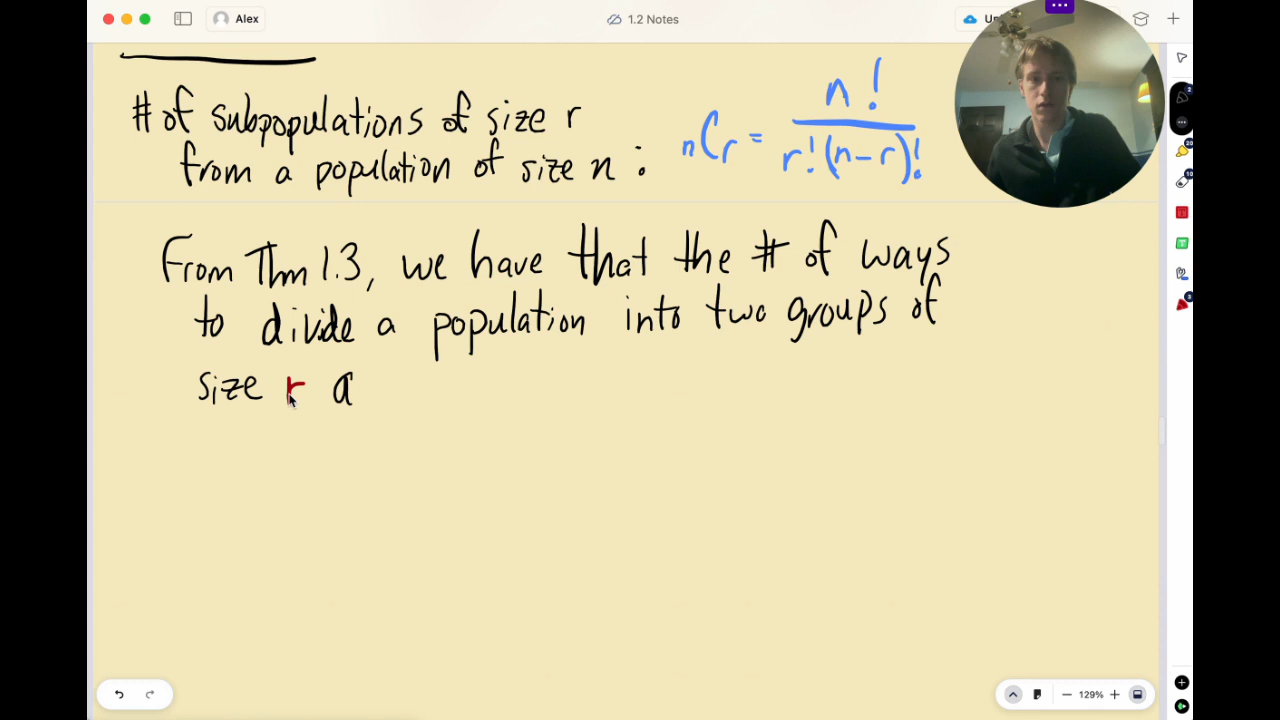 Alex
1.2 Notes
# of subpopulations of size r
from a population of size n :
nCr = n! / r!(n-r)!
From Thm 1.3, we have that the # of ways
to divide a population into two groups of
size r a
129%